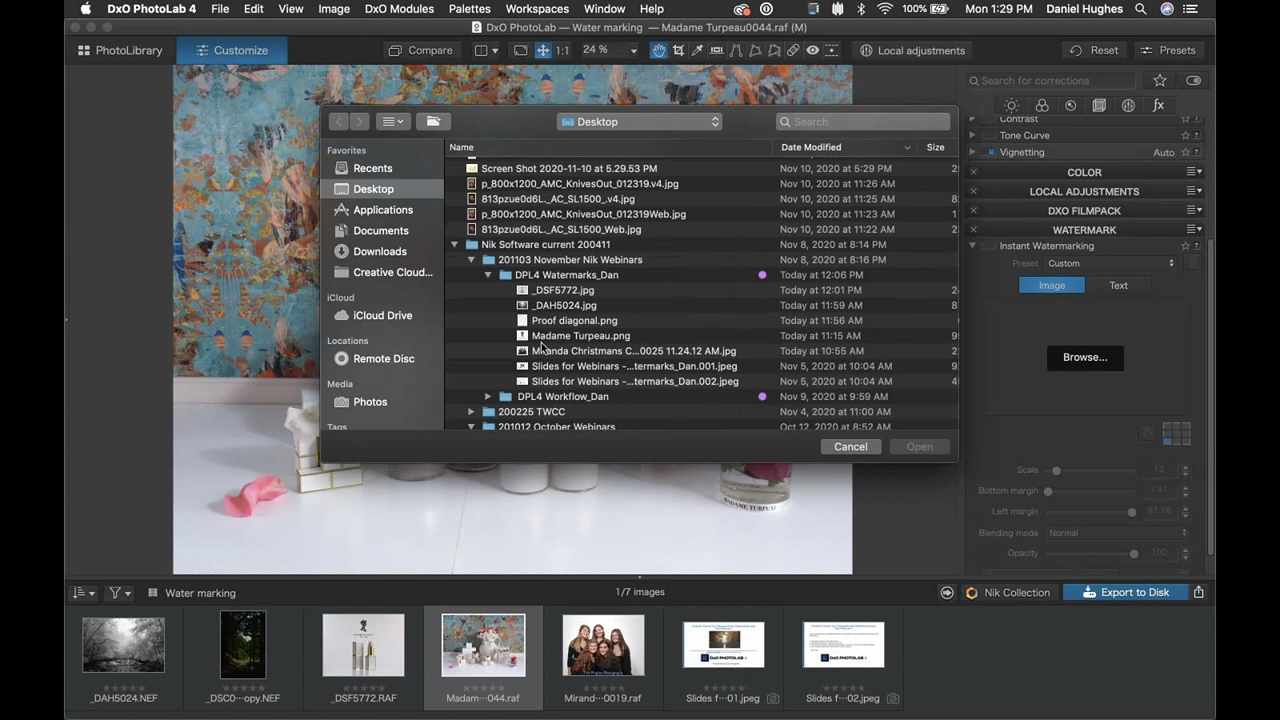 DxO PhotoLab 4 File Edit View Image DxO Modules Palettes Workspaces Window Help 100% Mon 1:29 PM Daniel Hughes
DxO PhotoLab — Water marking — Madame Turpeau0044.raf (M)
PhotoLibrary Customize Compare 1:1 24 % Local adjustments Reset Presets
Search for corrections
Desktop Search
Name Date Modified Size
Favorites
Recents
Desktop
Applications
Documents
Downloads
Creative Cloud...
iCloud
iCloud Drive
Locations
Remote Disc
Media
Photos
Tags
Screen Shot 2020-11-10 at 5.29.53 PM Nov 10, 2020 at 5:29 PM
p_800x1200_AMC_KnivesOut_012319.v4.jpg Nov 10, 2020 at 11:26 AM
813pzue0d6L._AC_SL1500_.v4.jpg Nov 10, 2020 at 11:25 AM
p_800x1200_AMC_KnivesOut_012319Web.jpg Nov 10, 2020 at 11:23 AM
813pzue0d6L._AC_SL1500_Web.jpg Nov 10, 2020 at 11:22 AM
Nik Software current 200411 Nov 8, 2020 at 8:14 PM
201103 November Nik Webinars Nov 8, 2020 at 8:16 PM
DPL4 Watermarks_Dan Today at 12:06 PM
_DSF5772.jpg Today at 12:01 PM
_DAH5024.jpg Today at 11:59 AM
Proof diagonal.png Today at 11:56 AM
Madame Turpeau.png Today at 11:15 AM
Miranda Christmas C...0025 11.24.12 AM.jpg Today at 10:55 AM
Slides for Webinars -...termarks_Dan.001.jpeg Nov 5, 2020 at 10:04 AM
Slides for Webinars -...termarks_Dan.002.jpeg Nov 5, 2020 at 10:04 AM
DPL4 Workflow_Dan Nov 9, 2020 at 9:59 AM
200225 TWCC Nov 4, 2020 at 11:00 AM
201012 October Webinars Oct 12, 2020 at 8:52 AM
Cancel Open
Contrast
Tone Curve
Vignetting Auto
COLOR
LOCAL ADJUSTMENTS
DXO FILMPACK
WATERMARK
Instant Watermarking
Preset Custom
Image Text
Browse...
Scale 12
Bottom margin 1.41
Left margin 97.76
Blending mode Normal
Opacity 100
MADAME TURPEAU
Water marking 1/7 images Nik Collection Export to Disk
DxO PHOTOLAB DxO PHOTOLAB
_DAH5024.NEF _DSC0···opy.NEF _DSF5772.RAF Madam···044.raf Mirand···0019.raf Slides f···01.jpeg Slides f···02.jpeg